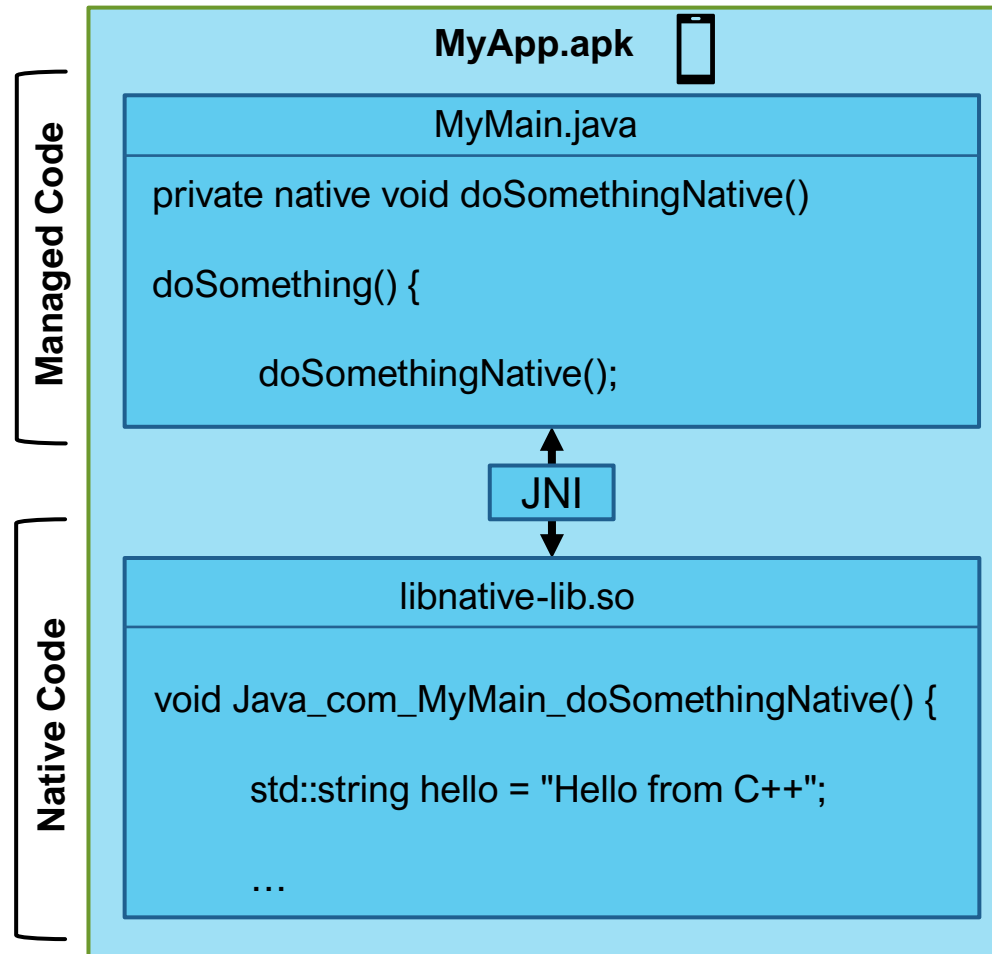 MyApp.apk
Managed Code
MyMain.java
private native void doSomethingNative()
doSomething() {
doSomethingNative();
JNI
Native Code
libnative-lib.so
void Java_com_MyMain_doSomethingNative() {
std::string hello = "Hello from C++";
…